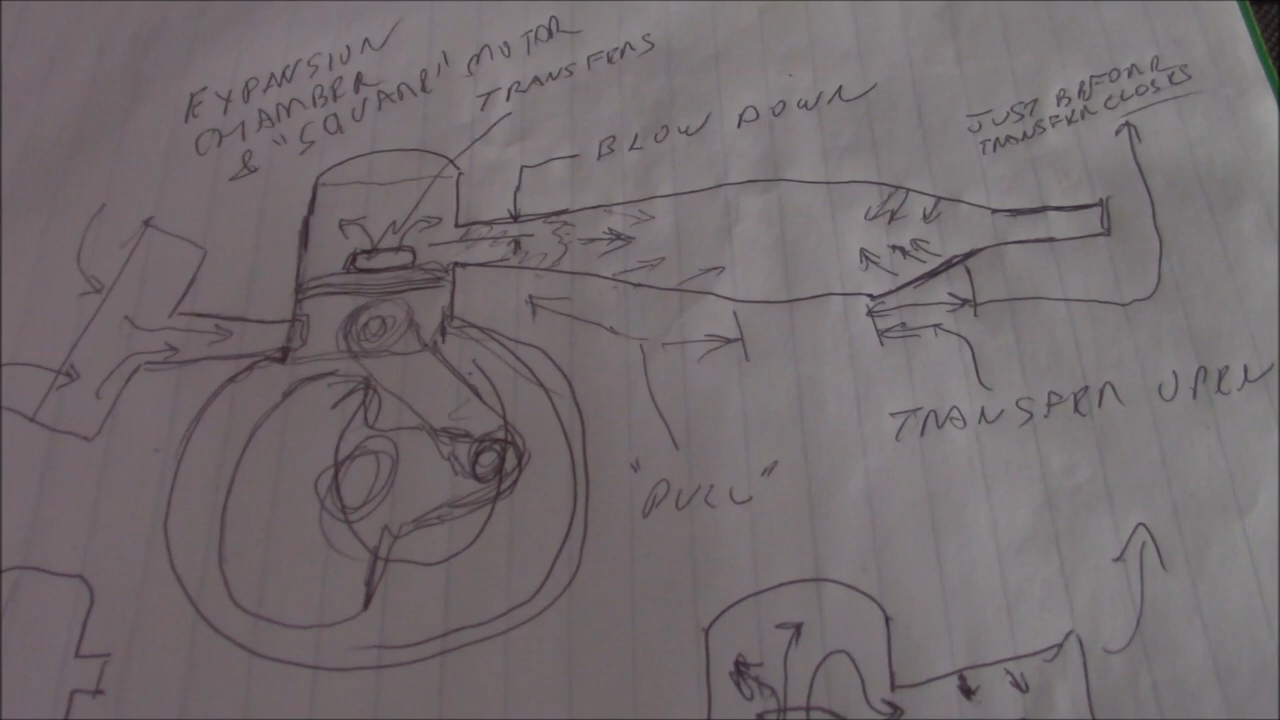 EXPANSION
CHAMBER
& "SQUARE" MOTOR
TRANSFERS
BLOW DOWN
JUST BEFORE
TRANSFER CLOSES
TRANSFER OPEN
"PULL"